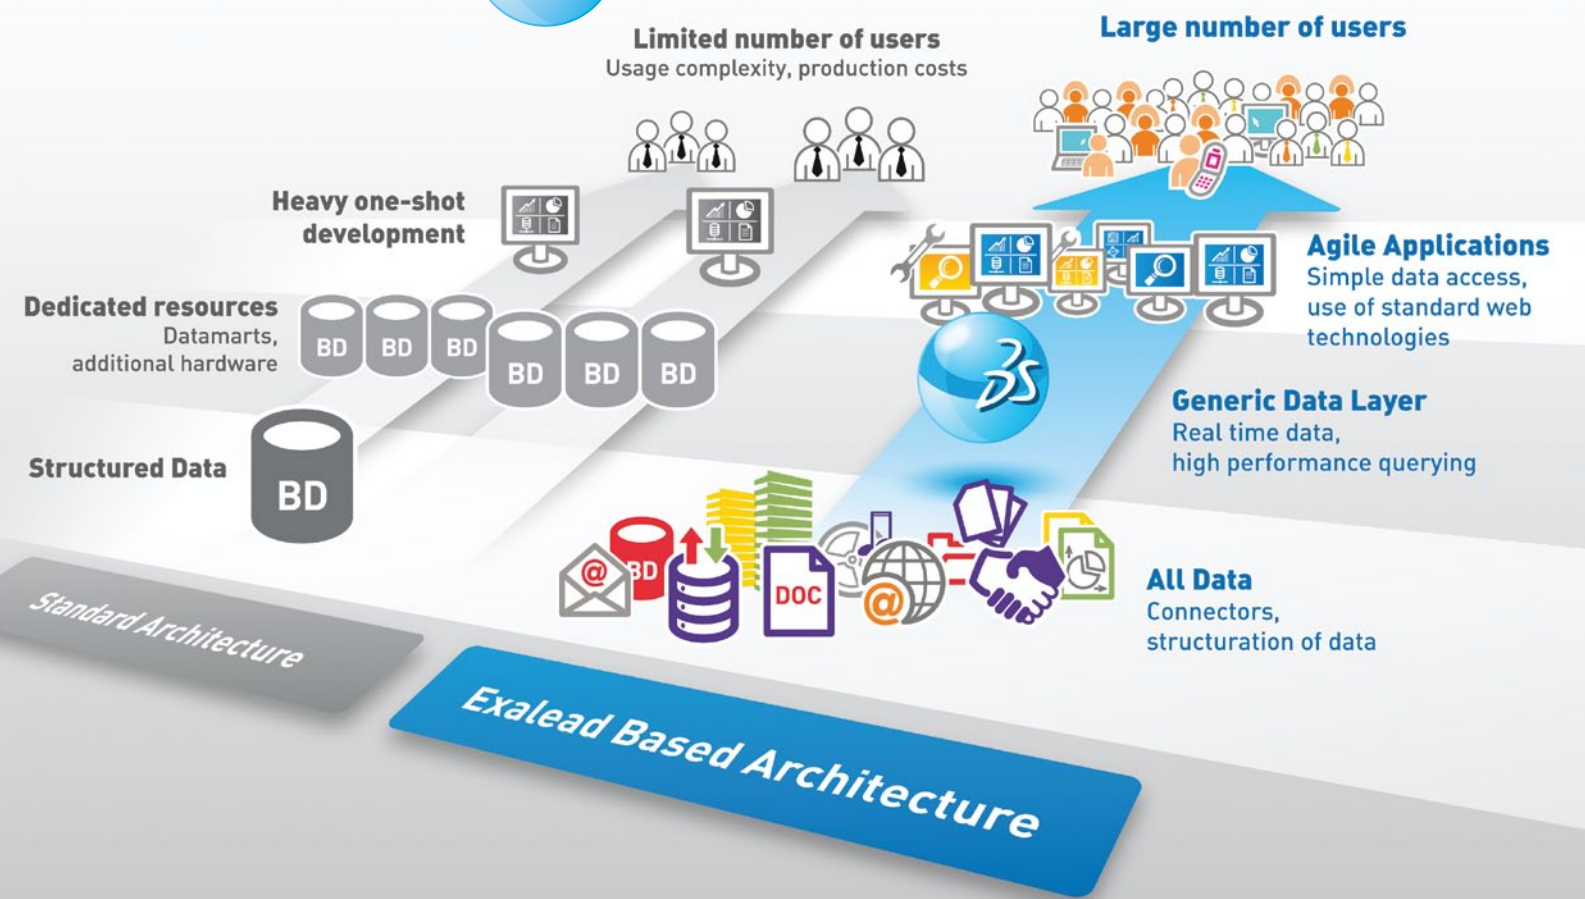 Limited number of users
Usage complexity, production costs
Large number of users
Heavy one-shot
development
Agile Applications
Simple data access,
use of standard web
technologies
Dedicated resources
Datamarts,
additional hardware
BD
BD
BD
BD
BD
BD
3DS
Generic Data Layer
Real time data,
high performance querying
Structured Data
BD
@
BD
DOC
@
All Data
Connectors,
structuration of data
Standard Architecture
Exalead Based Architecture